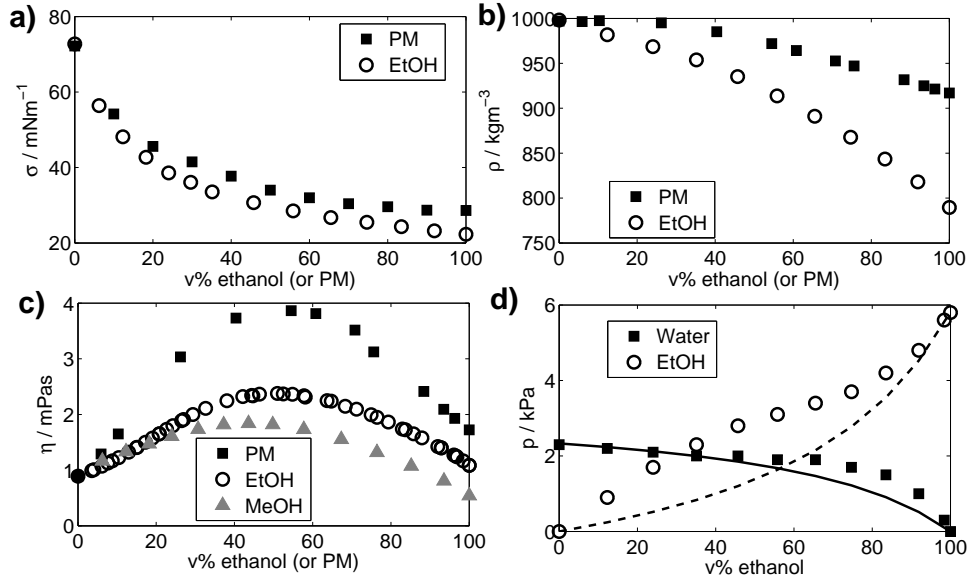 a)
80
60
40
20
σ / mNm⁻¹
PM
EtOH
0 20 40 60 80 100
v% ethanol (or PM)
b)
1000
950
900
850
800
750
ρ / kgm⁻³
PM
EtOH
0 20 40 60 80 100
v% ethanol (or PM)
c)
4
3
2
1
0
η / mPas
PM
EtOH
MeOH
0 20 40 60 80 100
v% ethanol (or PM)
d)
6
4
2
0
p / kPa
Water
EtOH
0 20 40 60 80 100
v% ethanol